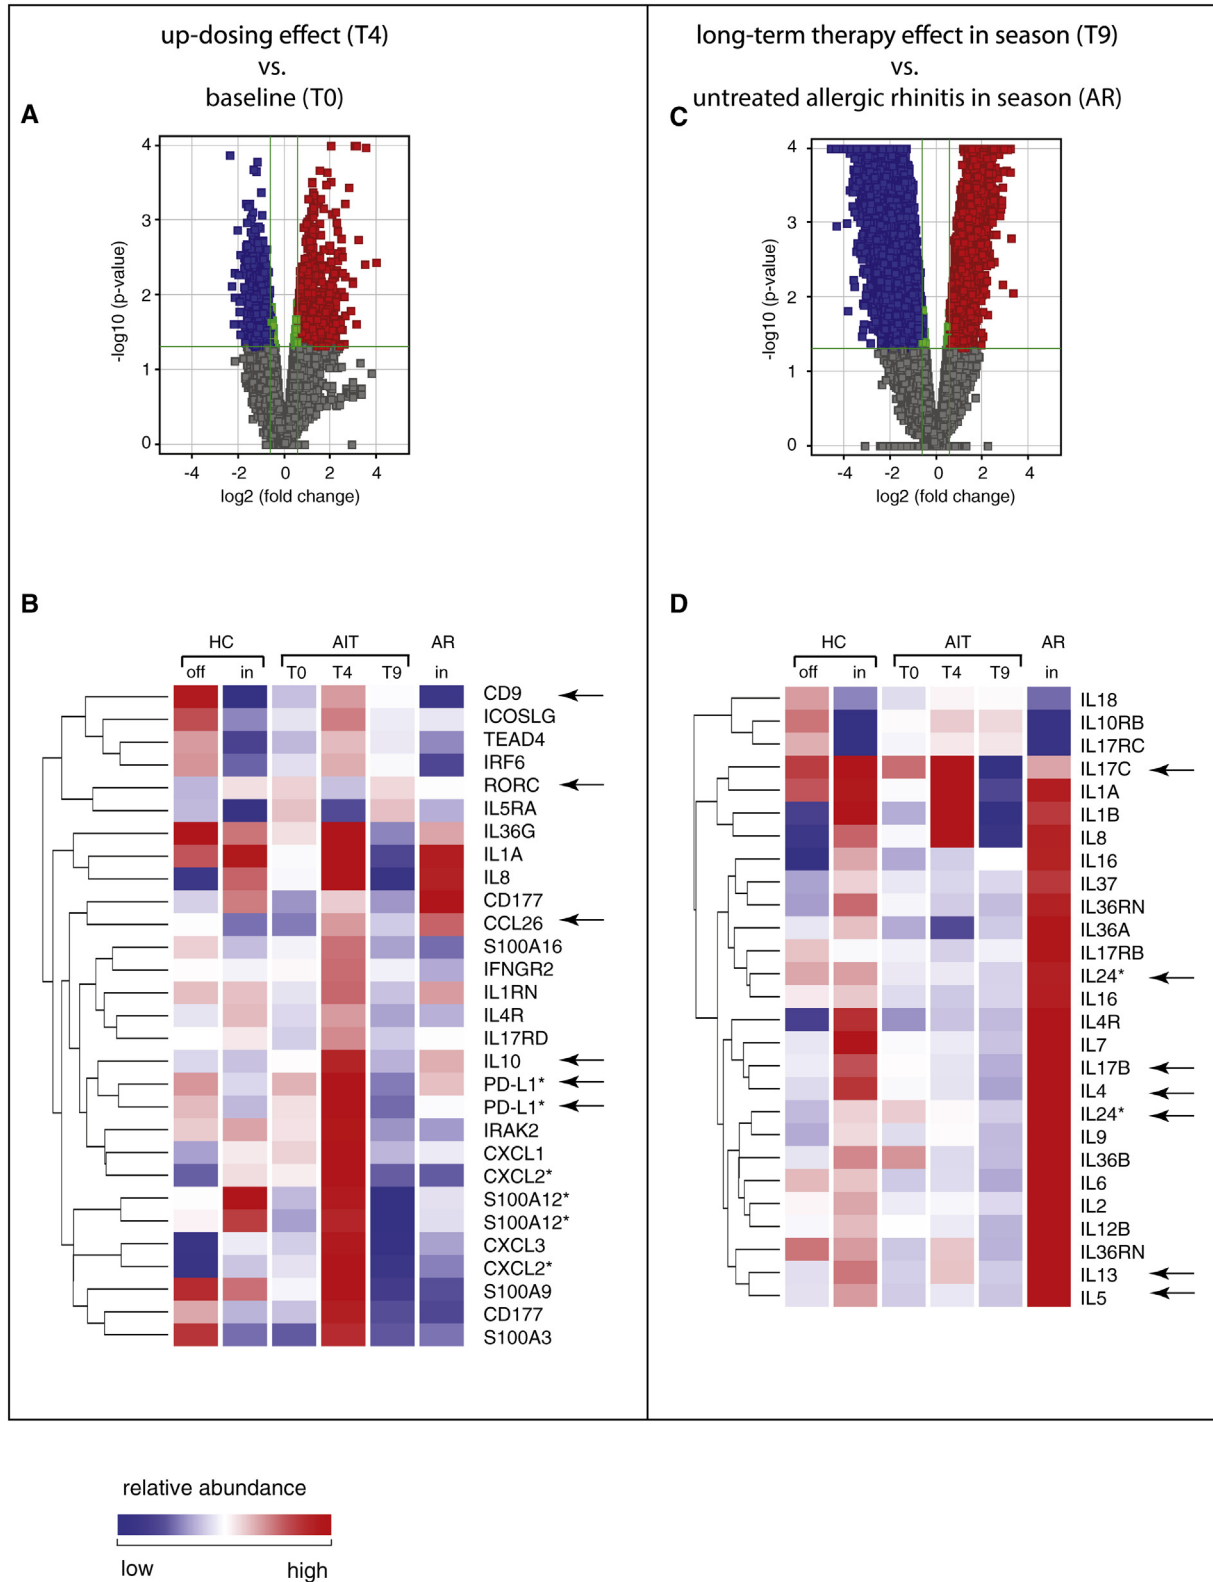 up-dosing effect (T4)
vs.
baseline (T0)
A
4
3
2
1
0
-log10 (p-value)
-4 -2 0 2 4
log2 (fold change)
long-term therapy effect in season (T9)
vs.
untreated allergic rhinitis in season (AR)
C
4
3
2
1
0
-log10 (p-value)
-4 -2 0 2 4
log2 (fold change)
B
HC AIT AR
off in T0 T4 T9 in
CD9
ICOSLG
TEAD4
IRF6
RORC
IL5RA
IL36G
IL1A
IL8
CD177
CCL26
S100A16
IFNGR2
IL1RN
IL4R
IL17RD
IL10
PD-L1*
PD-L1*
IRAK2
CXCL1
CXCL2*
S100A12*
S100A12*
CXCL3
CXCL2*
S100A9
CD177
S100A3
D
HC AIT AR
off in T0 T4 T9 in
IL18
IL10RB
IL17RC
IL17C
IL1A
IL1B
IL8
IL16
IL37
IL36RN
IL36A
IL17RB
IL24*
IL16
IL4R
IL7
IL17B
IL4
IL24*
IL9
IL36B
IL6
IL2
IL12B
IL36RN
IL13
IL5
relative abundance
low high